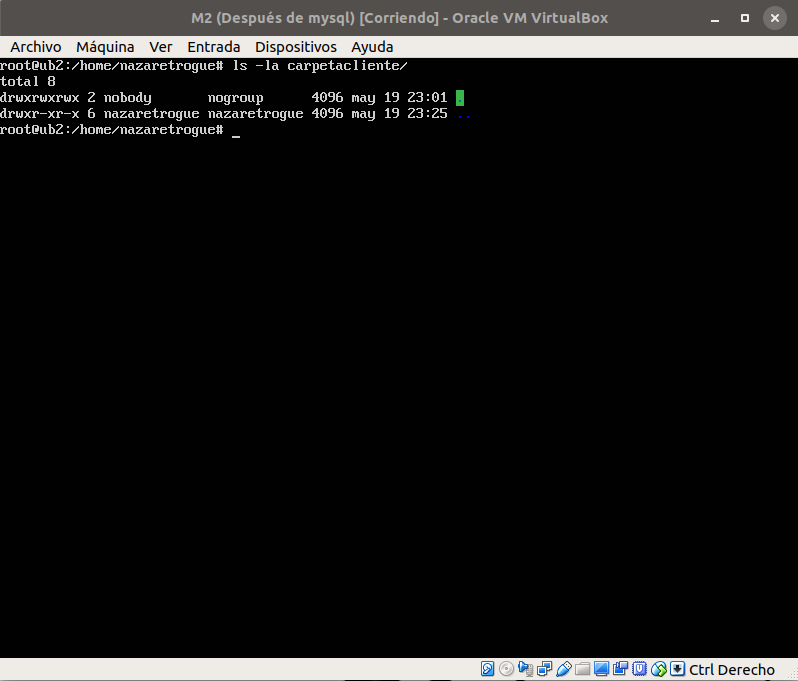 M2 (Después de mysql) [Corriendo] - Oracle VM VirtualBox
Archivo Máquina Ver Entrada Dispositivos Ayuda
root@ub2:/home/nazaretrogue# ls -la carpetacliente/
total 8
drwxrwxrwx 2 nobody       nogroup      4096 may 19 23:01 .
drwxr-xr-x 6 nazaretrogue nazaretrogue 4096 may 19 23:25 ..
root@ub2:/home/nazaretrogue# _
Ctrl Derecho